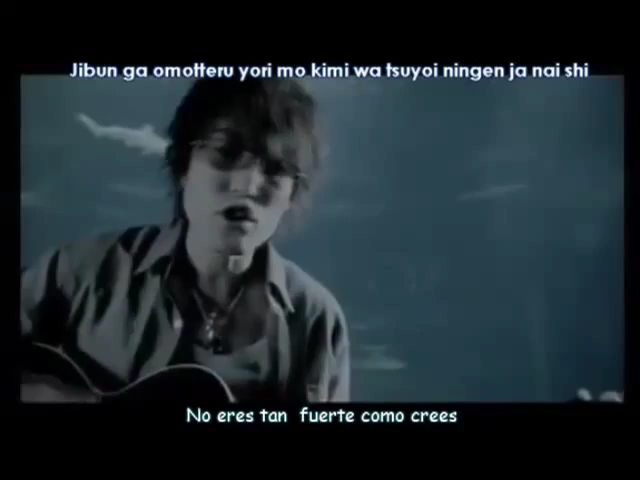 Jibun ga omotteru yori mo kimi wa tsuyoi ningen ja nai shi
No eres tan fuerte como crees